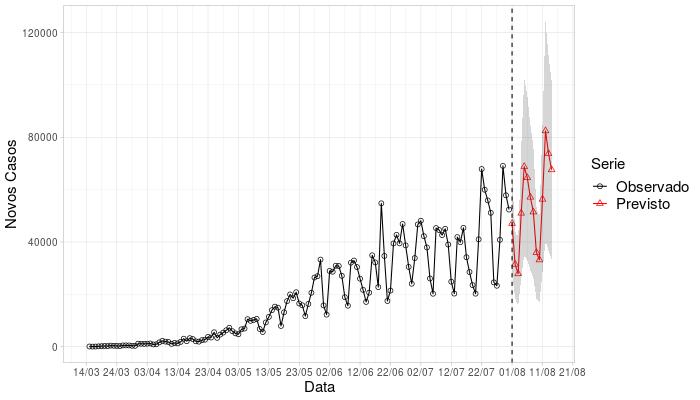 120000
80000
40000
0
Novos Casos
14/03 24/03 03/04 13/04 23/04 03/05 13/05 23/05 02/06 12/06 22/06 02/07 12/07 22/07 01/08 11/08 21/08
Data
Serie
Observado
Previsto